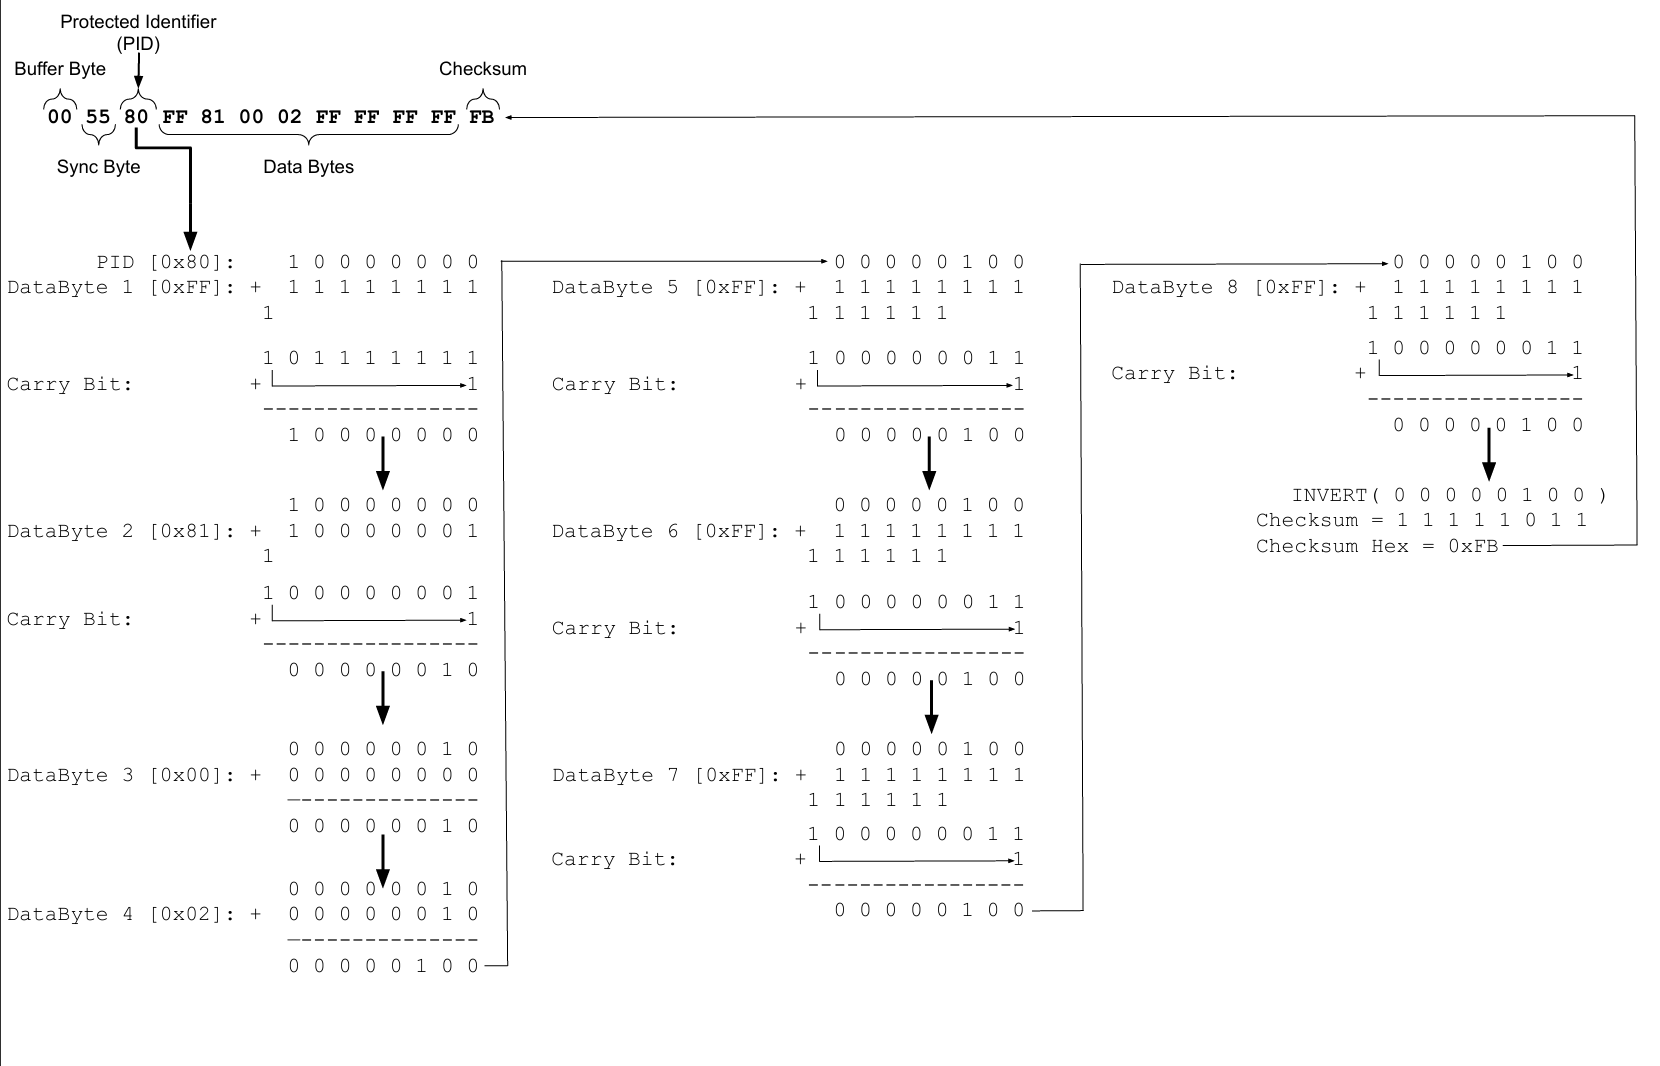 Protected Identifier
(PID)
Buffer Byte
Checksum
00 55 80 FF 81 00 02 FF FF FF FF FB
Sync Byte
Data Bytes
PID [0x80]: 1 0 0 0 0 0 0 0
DataByte 1 [0xFF]: + 1 1 1 1 1 1 1 1
1
1 0 1 1 1 1 1 1 1
Carry Bit: + 1
-----------------
1 0 0 0 0 0 0 0
1 0 0 0 0 0 0 0
DataByte 2 [0x81]: + 1 0 0 0 0 0 0 1
1
1 0 0 0 0 0 0 0 1
Carry Bit: + 1
-----------------
0 0 0 0 0 0 1 0
0 0 0 0 0 0 1 0
DataByte 3 [0x00]: + 0 0 0 0 0 0 0 0
---------------
0 0 0 0 0 0 1 0
0 0 0 0 0 0 1 0
DataByte 4 [0x02]: + 0 0 0 0 0 0 1 0
---------------
0 0 0 0 0 1 0 0
0 0 0 0 0 1 0 0
DataByte 5 [0xFF]: + 1 1 1 1 1 1 1 1
1 1 1 1 1 1
1 0 0 0 0 0 0 1 1
Carry Bit: + 1
-----------------
0 0 0 0 0 1 0 0
0 0 0 0 0 1 0 0
DataByte 6 [0xFF]: + 1 1 1 1 1 1 1 1
1 1 1 1 1 1
1 0 0 0 0 0 0 1 1
Carry Bit: + 1
-----------------
0 0 0 0 0 1 0 0
0 0 0 0 0 1 0 0
DataByte 7 [0xFF]: + 1 1 1 1 1 1 1 1
1 1 1 1 1 1
1 0 0 0 0 0 0 1 1
Carry Bit: + 1
-----------------
0 0 0 0 0 1 0 0
0 0 0 0 0 1 0 0
DataByte 8 [0xFF]: + 1 1 1 1 1 1 1 1
1 1 1 1 1 1
1 0 0 0 0 0 0 1 1
Carry Bit: + 1
-----------------
0 0 0 0 0 1 0 0
INVERT( 0 0 0 0 0 1 0 0 )
Checksum = 1 1 1 1 1 0 1 1
Checksum Hex = 0xFB